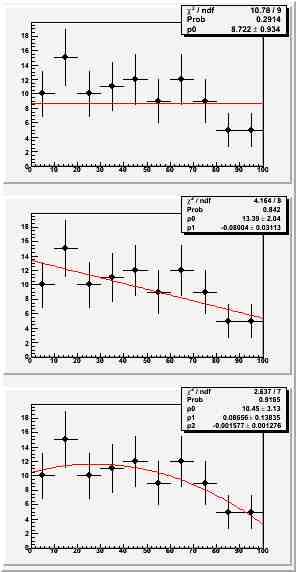 χ² / ndf 10.78 / 9
Prob 0.2914
p0 8.722 ± 0.934
18
16
14
12
10
8
6
4
2
0
0 10 20 30 40 50 60 70 80 90 100
χ² / ndf 4.164 / 8
Prob 0.842
p0 13.39 ± 2.04
p1 -0.08004 ± 0.03113
18
16
14
12
10
8
6
4
2
0
0 10 20 30 40 50 60 70 80 90 100
χ² / ndf 2.637 / 7
Prob 0.9165
p0 10.45 ± 3.13
p1 0.08666 ± 0.13835
p2 -0.001577 ± 0.001276
18
16
14
12
10
8
6
4
2
0
0 10 20 30 40 50 60 70 80 90 100